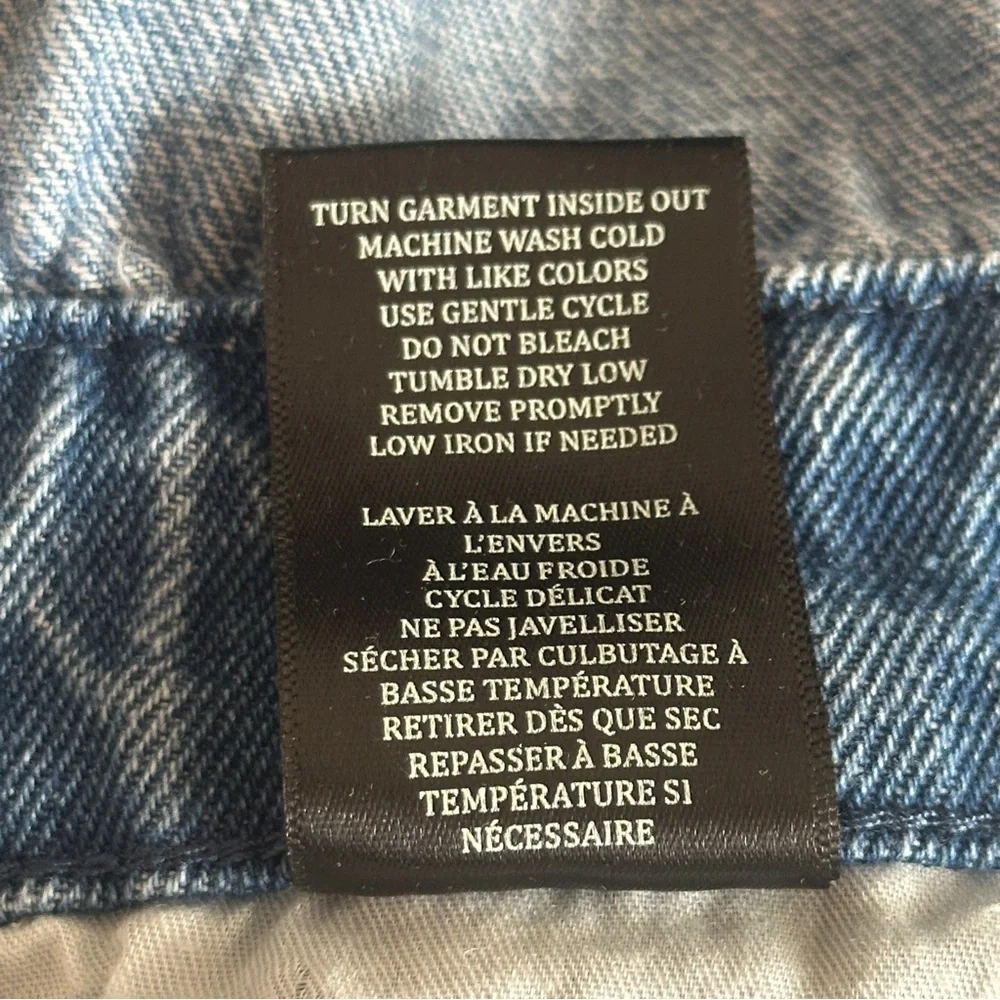 TURN GARMENT INSIDE OUT
MACHINE WASH COLD
WITH LIKE COLORS
USE GENTLE CYCLE
DO NOT BLEACH
TUMBLE DRY LOW
REMOVE PROMPTLY
LOW IRON IF NEEDED
LAVER À LA MACHINE À
L'ENVERS
À L'EAU FROIDE
CYCLE DÉLICAT
NE PAS JAVELLISER
SÉCHER PAR CULBUTAGE À
BASSE TEMPÉRATURE
RETIRER DÈS QUE SEC
REPASSER À BASSE
TEMPÉRATURE SI
NÉCESSAIRE